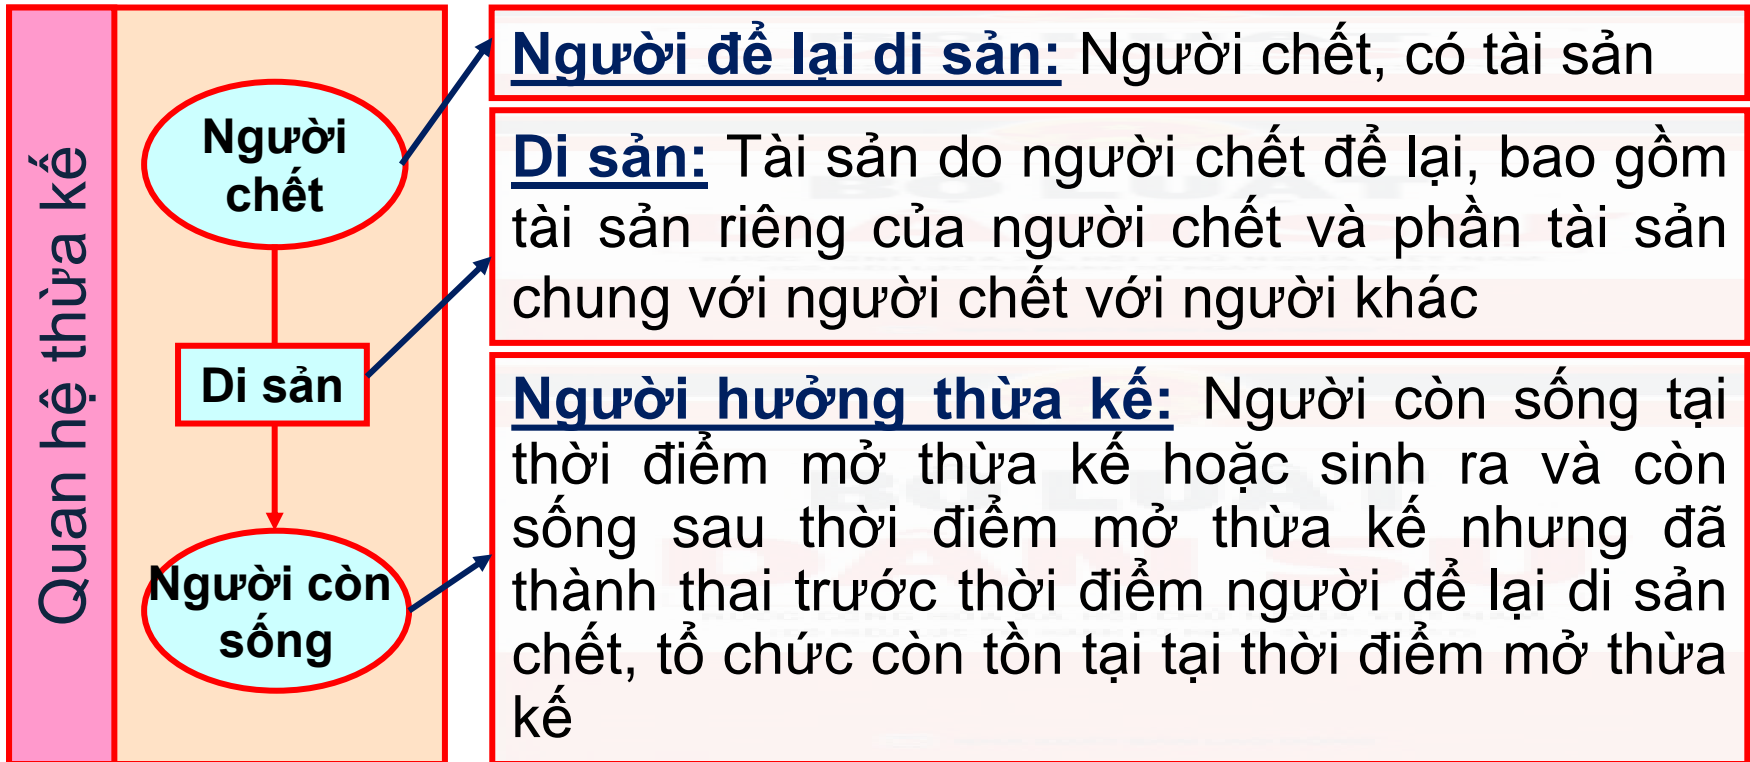 Quan hệ thừa kế
Người
chết
Di sản
Người còn
sống
Người để lại di sản: Người chết, có tài sản
Di sản: Tài sản do người chết để lại, bao gồm
tài sản riêng của người chết và phần tài sản
chung với người chết với người khác
Người hưởng thừa kế: Người còn sống tại
thời điểm mở thừa kế hoặc sinh ra và còn
sống sau thời điểm mở thừa kế nhưng đã
thành thai trước thời điểm người để lại di sản
chết, tổ chức còn tồn tại tại thời điểm mở thừa
kế